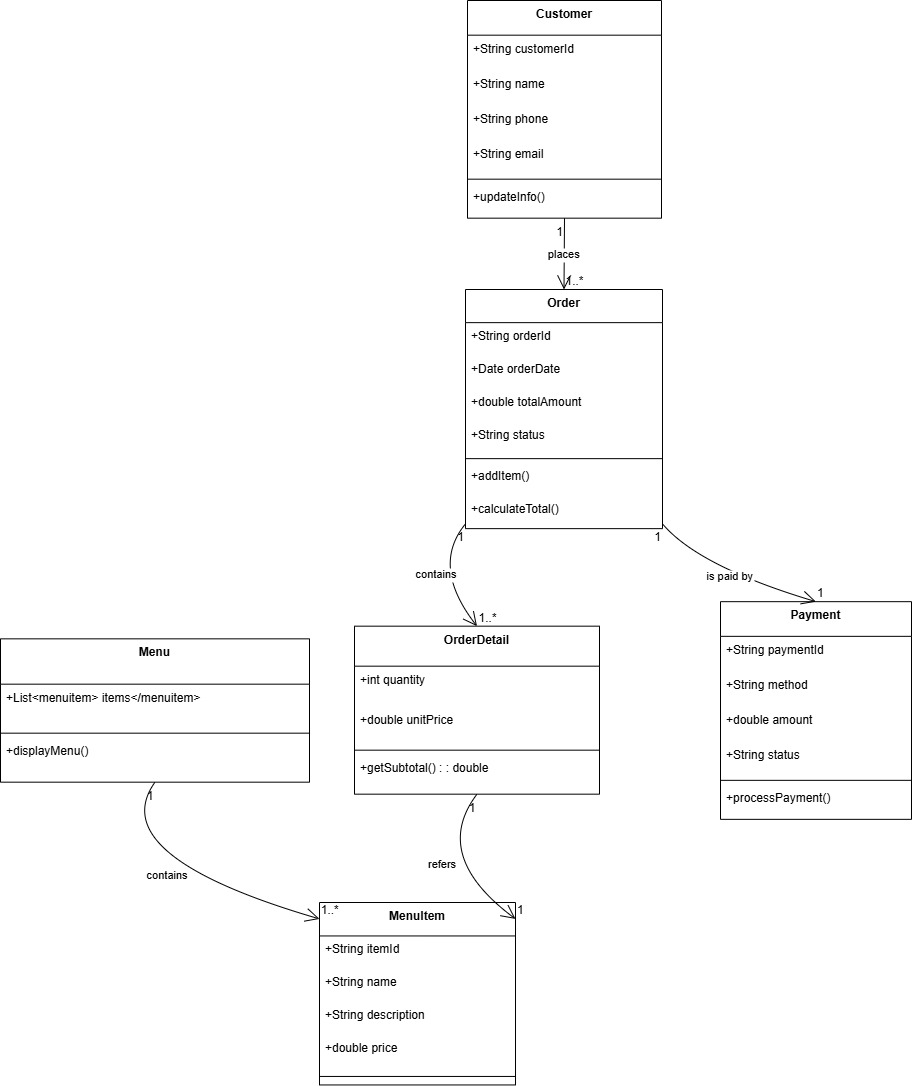 Customer
+String customerId
+String name
+String phone
+String email
+updateInfo()
1
places
1..*
Order
+String orderId
+Date orderDate
+double totalAmount
+String status
+addItem()
+calculateTotal()
1
1
contains
is paid by
1..*
1
OrderDetail
+int quantity
+double unitPrice
+getSubtotal() : : double
Payment
+String paymentId
+String method
+double amount
+String status
+processPayment()
Menu
+List<menuitem> items</menuitem>
+displayMenu()
1
1
contains
refers
1..*
1
MenuItem
+String itemId
+String name
+String description
+double price